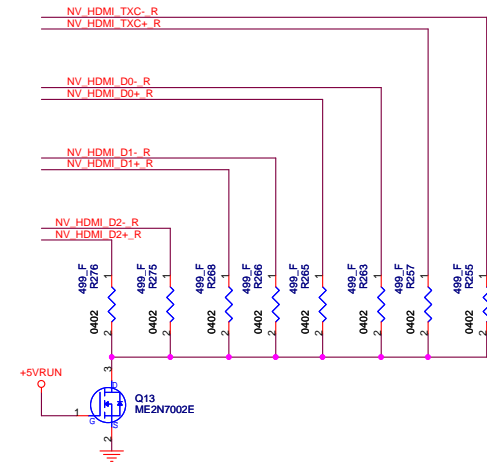 NV_HDMI_TXC-_R
NV_HDMI_TXC+_R
NV_HDMI_D0-_R
NV_HDMI_D0+_R
NV_HDMI_D1-_R
NV_HDMI_D1+_R
NV_HDMI_D2-_R
NV_HDMI_D2+_R
499_F R276 1 2 0402
499_F R275 1 2 0402
499_F R268 1 2 0402
499_F R266 1 2 0402
499_F R265 1 2 0402
499_F R263 1 2 0402
499_F R257 1 2 0402
499_F R255 1 2 0402
+5VRUN
3
D
Q13
ME2N7002E
1
G
S
2